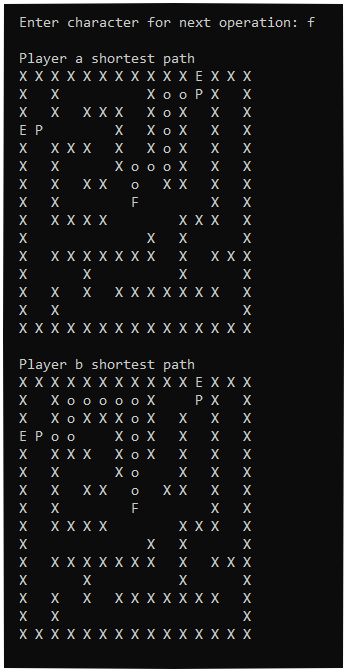 Enter character for next operation: f
Player a shortest path
X X X X X X X X X X X E X X X
X   X           X o o P X   X
X   X   X X X   X o X   X   X
E P         X   X o X   X   X
X   X X X   X   X o X   X   X
X   X       X o o o X   X   X
X   X   X X   o   X X   X   X
X   X         F         X   X
X   X X X X         X X X   X
X               X   X       X
X   X X X X X X X   X   X X X
X       X           X       X
X   X   X   X X X X X X X   X
X   X                       X
X X X X X X X X X X X X X X X
Player b shortest path
X X X X X X X X X X X E X X X
X   X o o o o o X     P X   X
X   X o X X X o X   X   X   X
E P o o     X o X   X   X   X
X   X X X   X o X   X   X   X
X   X       X o     X   X   X
X   X   X X   o   X X   X   X
X   X         F         X   X
X   X X X X         X X X   X
X               X   X       X
X   X X X X X X X   X   X X X
X       X           X       X
X   X   X   X X X X X X X   X
X   X                       X
X X X X X X X X X X X X X X X